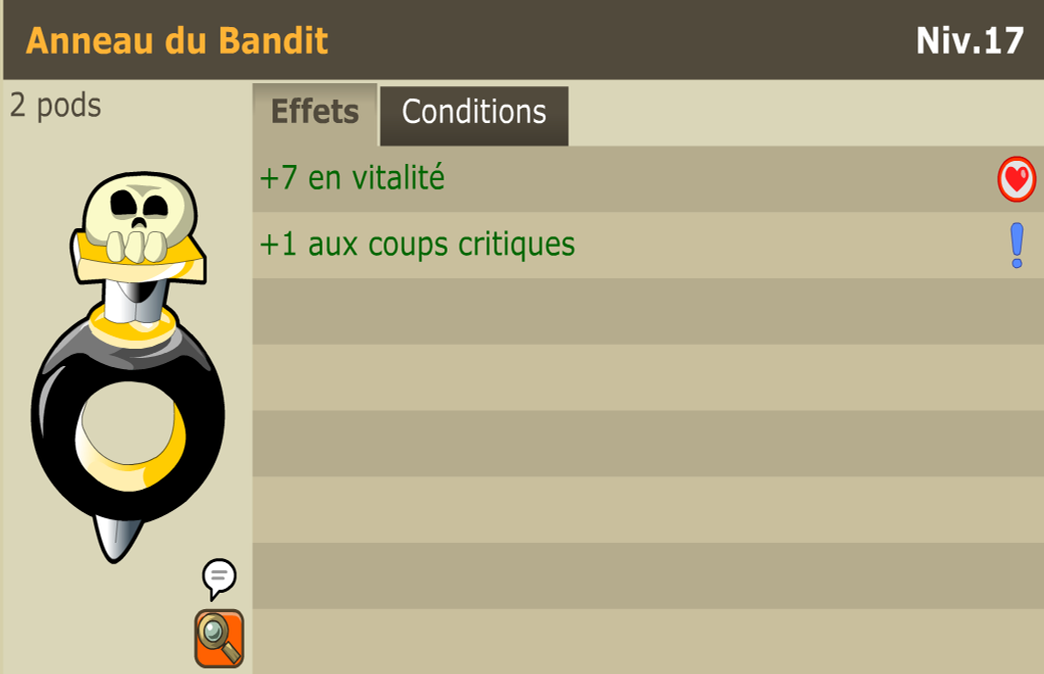 Anneau du Bandit
Niv.17
2 pods
Effets
Conditions
+7 en vitalité
+1 aux coups critiques